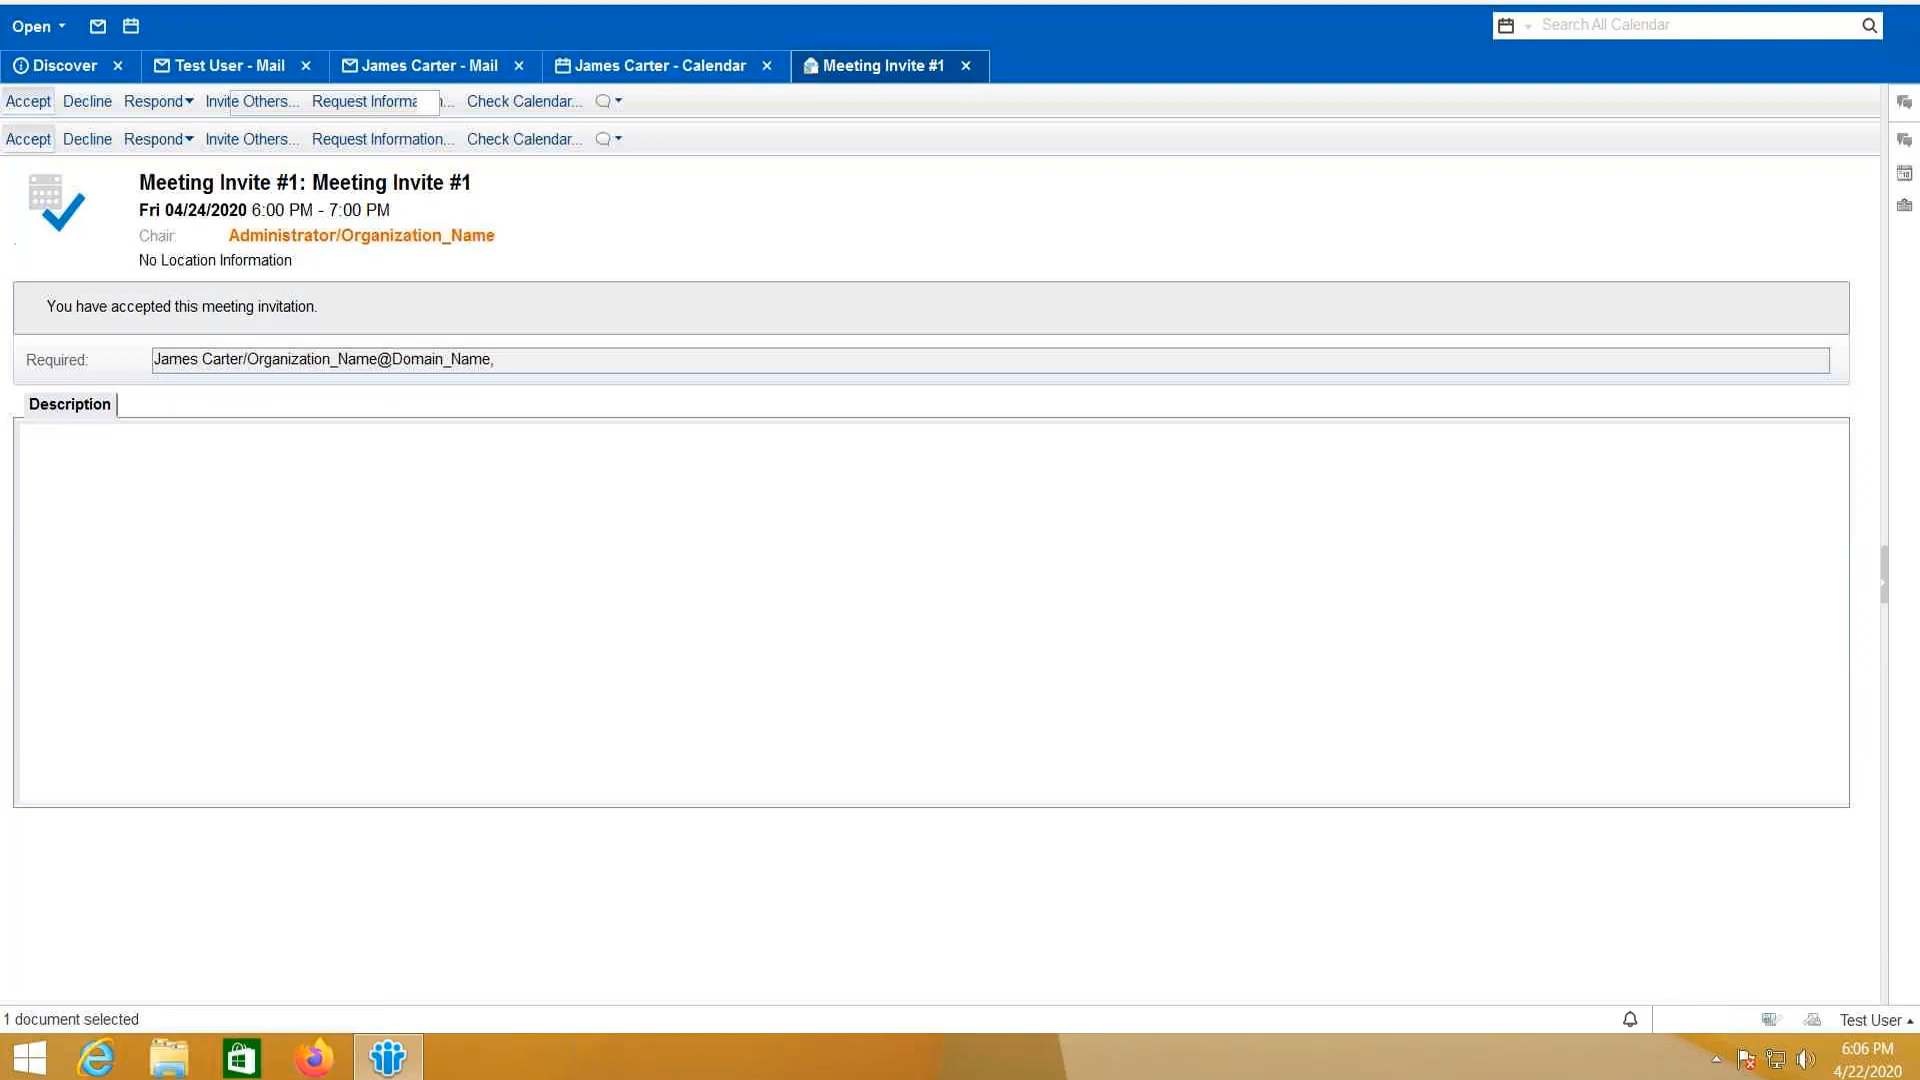 Open
Search All Calendar
Discover
Test User - Mail
James Carter - Mail
James Carter - Calendar
Meeting Invite #1
Accept Decline Respond Invite Others... Request Informa ... Check Calendar...
Accept Decline Respond Invite Others... Request Information... Check Calendar...
Meeting Invite #1: Meeting Invite #1
Fri 04/24/2020 6:00 PM - 7:00 PM
Chair: Administrator/Organization_Name
No Location Information
You have accepted this meeting invitation.
Required: James Carter/Organization_Name@Domain_Name,
Description
1 document selected
Test User
6:06 PM
4/22/2020